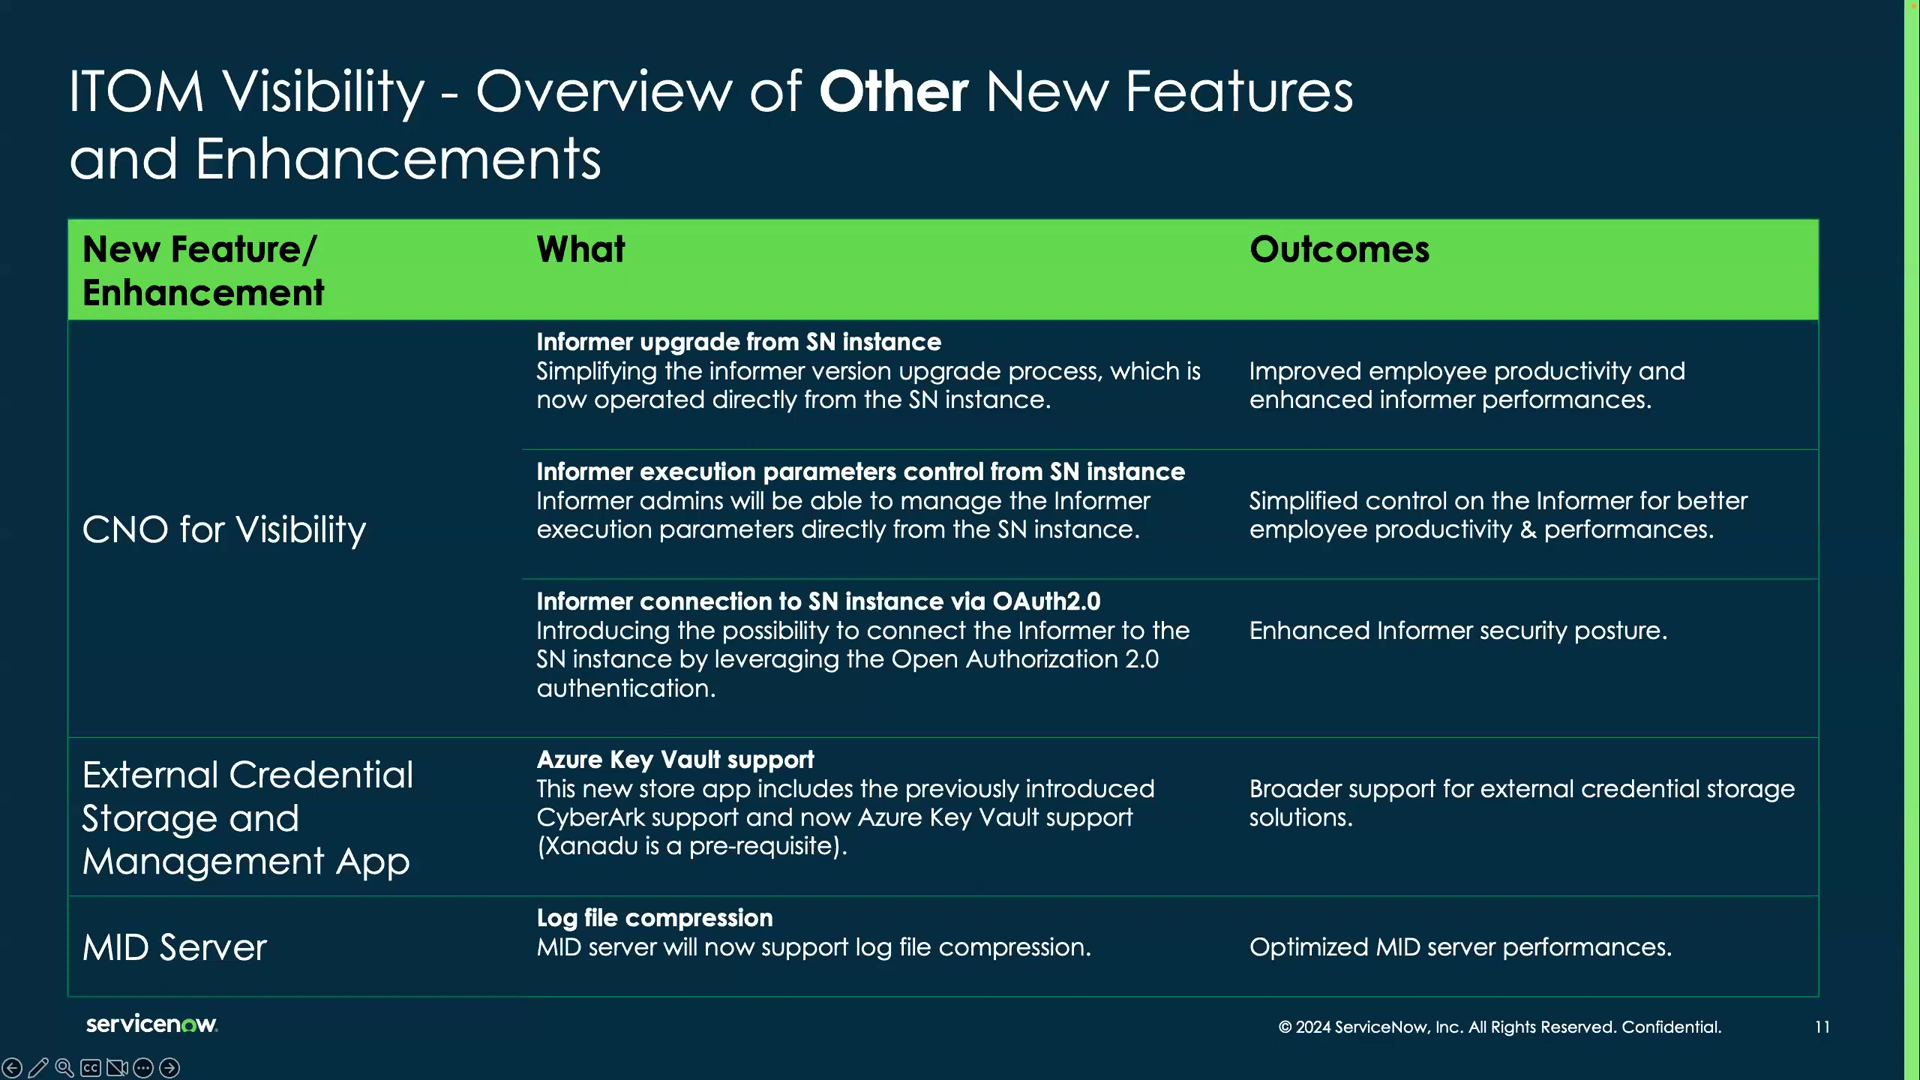 ITOM Visibility - Overview of Other New Features
and Enhancements
New Feature/
Enhancement
What
Outcomes
CNO for Visibility
Informer upgrade from SN instance
Simplifying the informer version upgrade process, which is
now operated directly from the SN instance.
Improved employee productivity and
enhanced informer performances.
Informer execution parameters control from SN instance
Informer admins will be able to manage the Informer
execution parameters directly from the SN instance.
Simplified control on the Informer for better
employee productivity & performances.
Informer connection to SN instance via OAuth2.0
Introducing the possibility to connect the Informer to the
SN instance by leveraging the Open Authorization 2.0
authentication.
Enhanced Informer security posture.
External Credential
Storage and
Management App
Azure Key Vault support
This new store app includes the previously introduced
CyberArk support and now Azure Key Vault support
(Xanadu is a pre-requisite).
Broader support for external credential storage
solutions.
MID Server
Log file compression
MID server will now support log file compression.
Optimized MID server performances.
servicenow
© 2024 ServiceNow, Inc. All Rights Reserved. Confidential.
11
CC